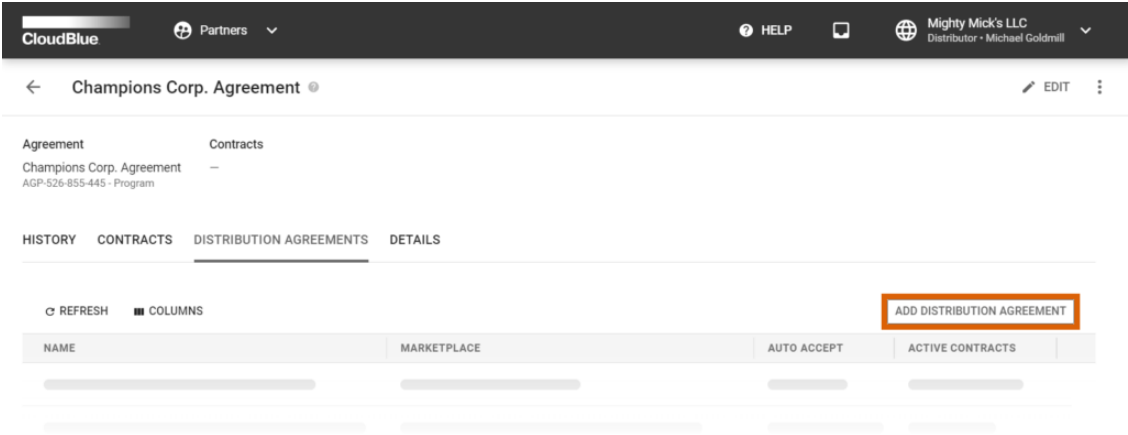 CloudBlue Partners HELP Mighty Mick's LLC
Distributor • Michael Goldmill
Champions Corp. Agreement EDIT
Agreement Contracts
Champions Corp. Agreement —
AGP-526-855-445 - Program
HISTORY CONTRACTS DISTRIBUTION AGREEMENTS DETAILS
REFRESH COLUMNS ADD DISTRIBUTION AGREEMENT
NAME MARKETPLACE AUTO ACCEPT ACTIVE CONTRACTS